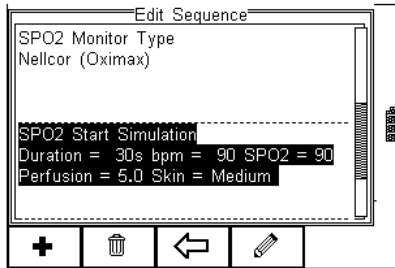 Edit Sequence
SPO2 Monitor Type
Nellcor (Oximax)
SPO2 Start Simulation
Duration = 30s bpm = 90 SPO2 = 90
Perfusion = 5.0 Skin = Medium